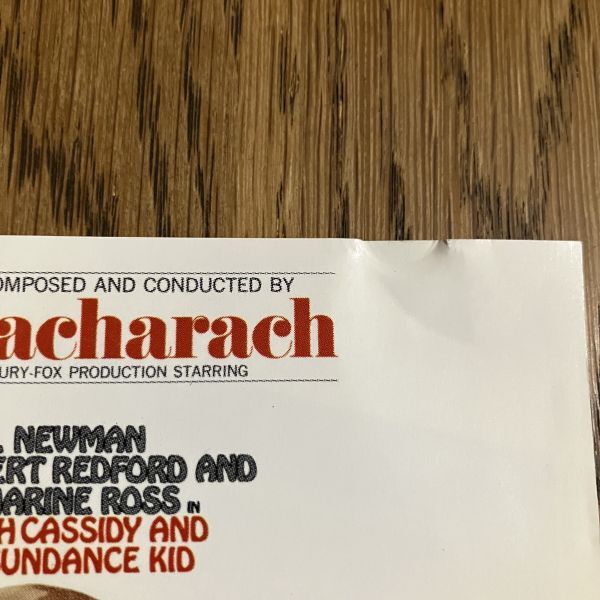 OMPOSED AND CONDUCTED BY
acharach
URY-FOX PRODUCTION STARRING
L NEWMAN
ERT REDFORD AND
HARINE ROSS IN
H CASSIDY AND
SUNDANCE KID